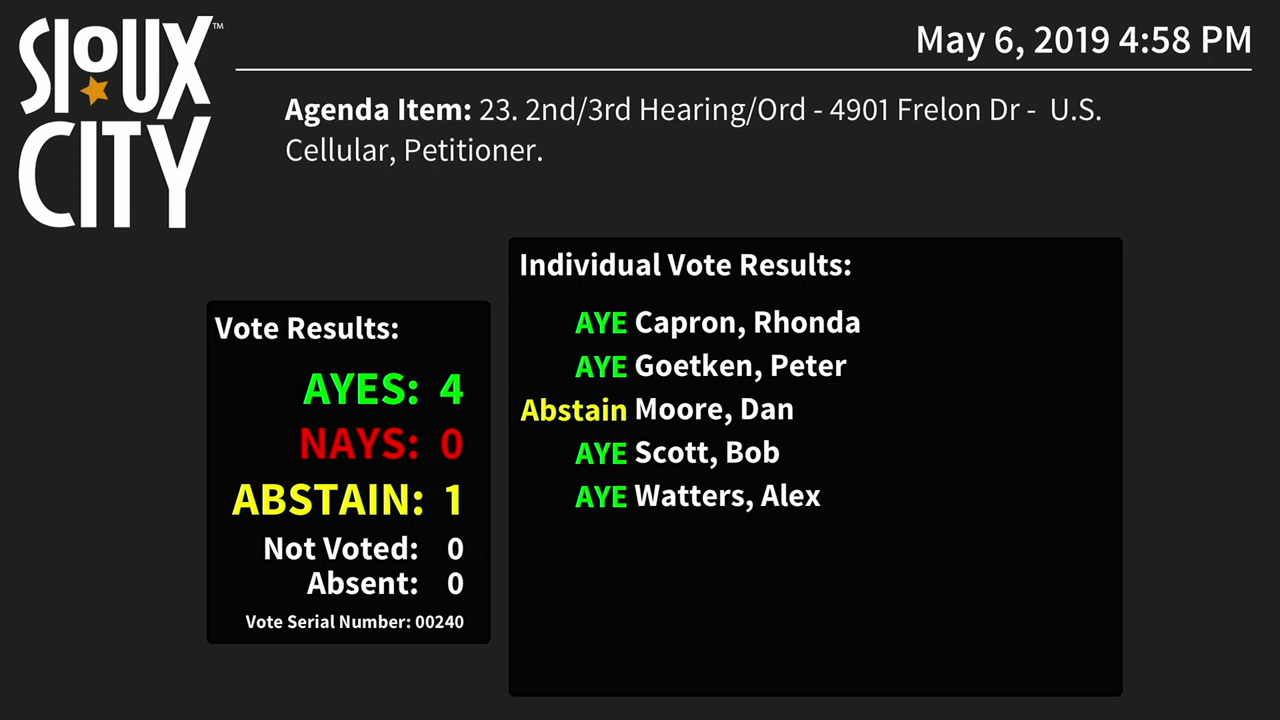 SIOUX™
CITY
May 6, 2019 4:58 PM
Agenda Item: 23. 2nd/3rd Hearing/Ord - 4901 Frelon Dr - U.S.
Cellular, Petitioner.
Vote Results:
AYES: 4
NAYS: 0
ABSTAIN: 1
Not Voted: 0
Absent: 0
Vote Serial Number: 00240
Individual Vote Results:
AYE Capron, Rhonda
AYE Goetken, Peter
Abstain Moore, Dan
AYE Scott, Bob
AYE Watters, Alex